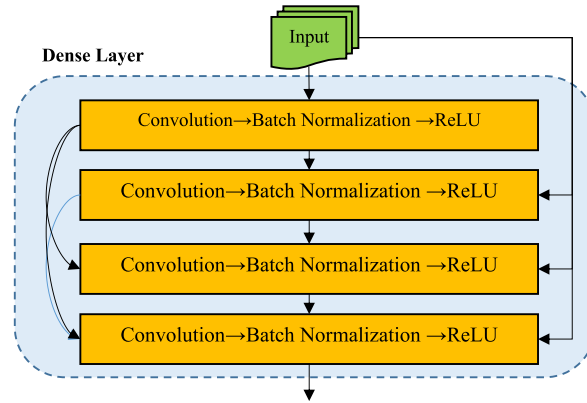 Input
Dense Layer
Convolution→Batch Normalization →ReLU
Convolution→Batch Normalization →ReLU
Convolution→Batch Normalization →ReLU
Convolution→Batch Normalization →ReLU